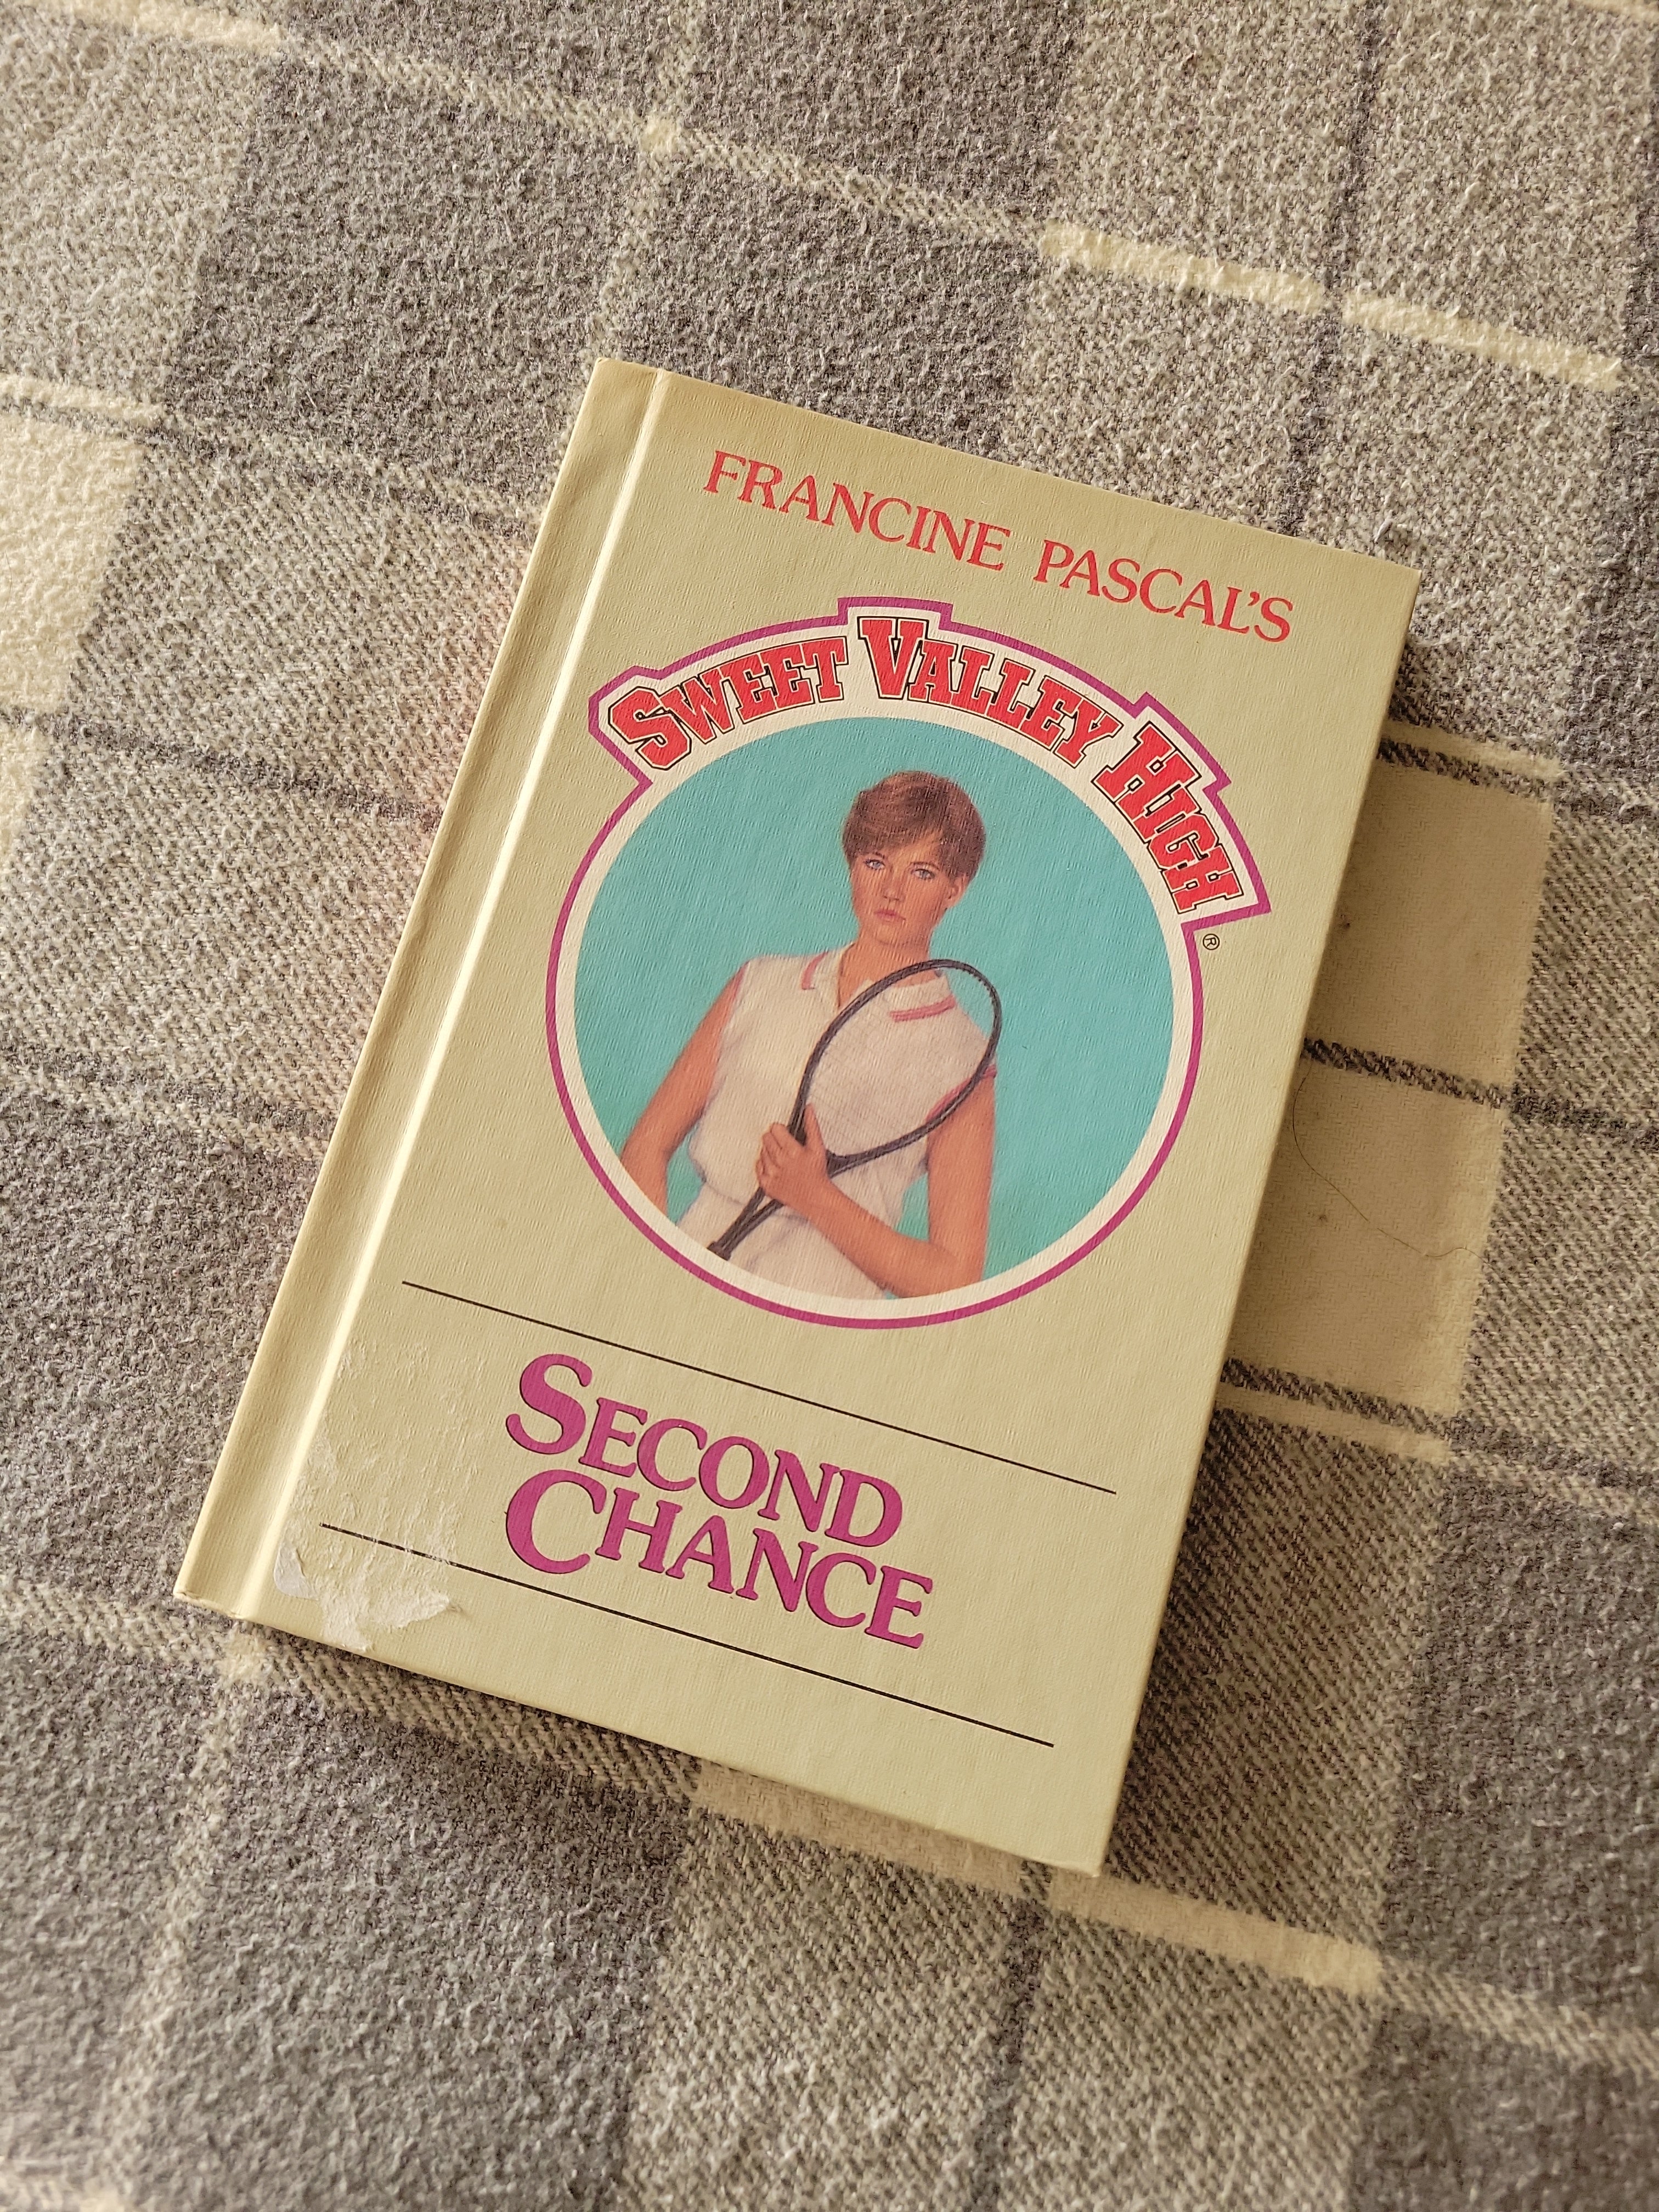 FRANCINE PASCAL'S
SWEET VALLEY HIGH
®
SECOND
CHANCE